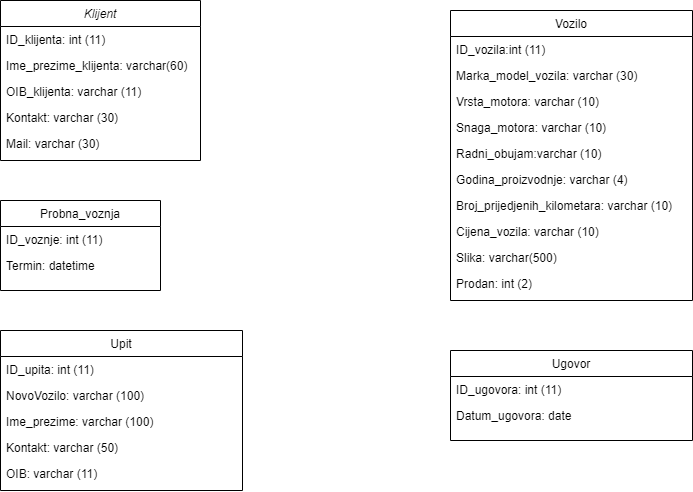 Klijent
ID_klijenta: int (11)
Ime_prezime_klijenta: varchar(60)
OIB_klijenta: varchar (11)
Kontakt: varchar (30)
Mail: varchar (30)
Probna_voznja
ID_voznje: int (11)
Termin: datetime
Upit
ID_upita: int (11)
NovoVozilo: varchar (100)
Ime_prezime: varchar (100)
Kontakt: varchar (50)
OIB: varchar (11)
Vozilo
ID_vozila:int (11)
Marka_model_vozila: varchar (30)
Vrsta_motora: varchar (10)
Snaga_motora: varchar (10)
Radni_obujam:varchar (10)
Godina_proizvodnje: varchar (4)
Broj_prijedjenih_kilometara: varchar (10)
Cijena_vozila: varchar (10)
Slika: varchar(500)
Prodan: int (2)
Ugovor
ID_ugovora: int (11)
Datum_ugovora: date